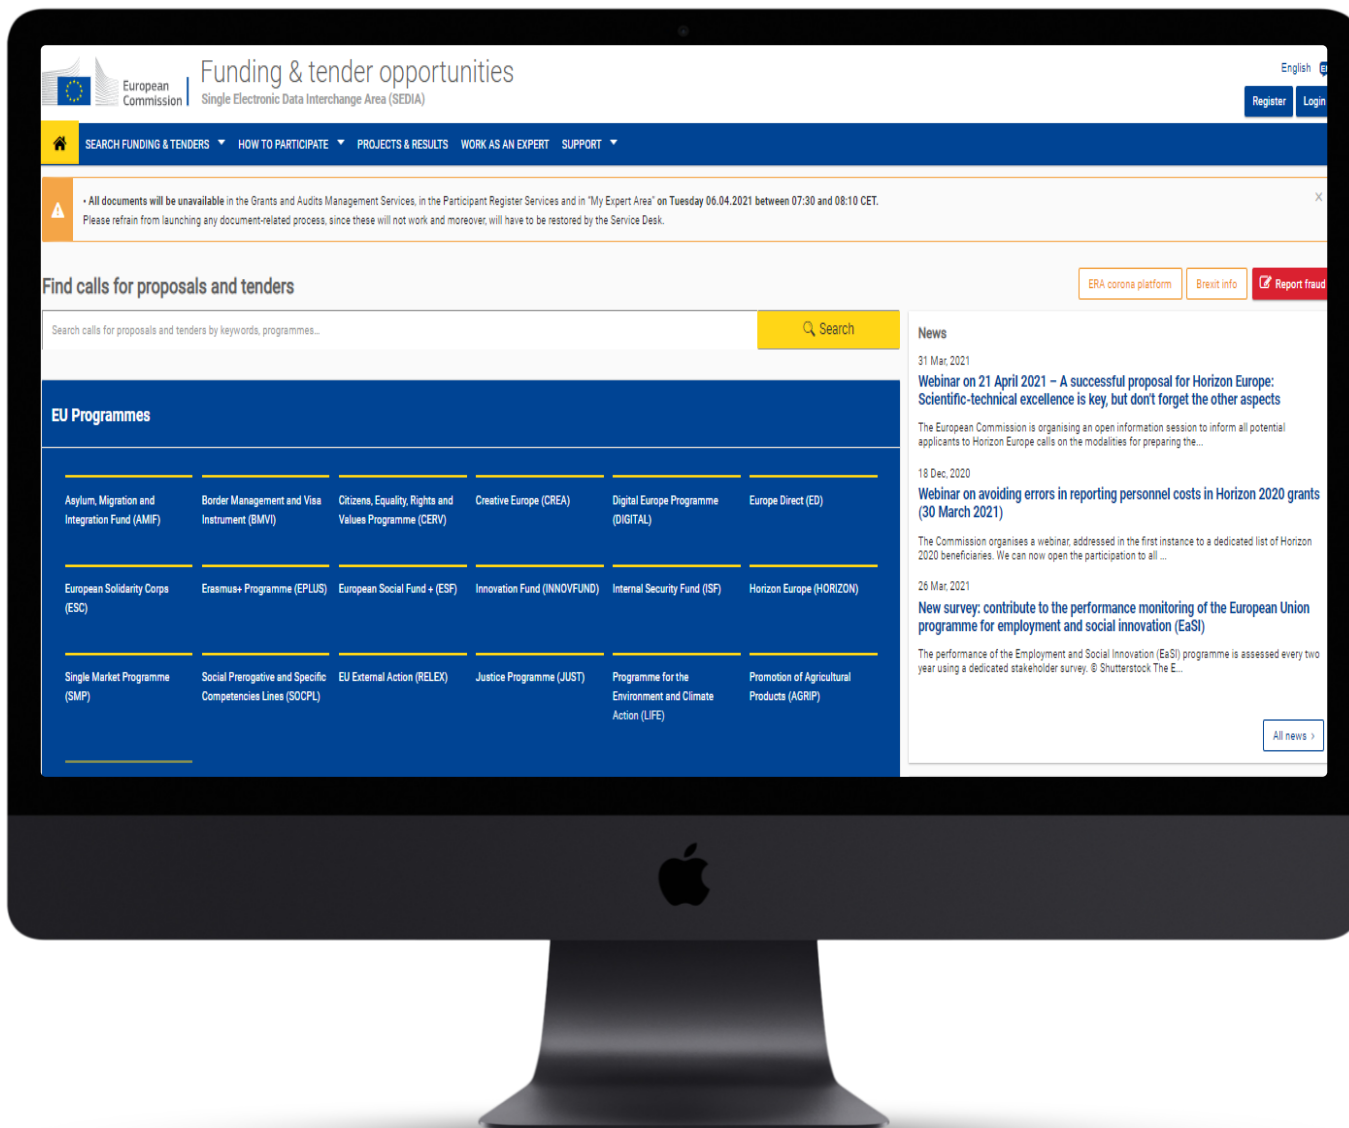 European
Commission
Funding & tender opportunities
Single Electronic Data Interchange Area (SEDIA)
English
Register
Login
SEARCH FUNDING & TENDERS
HOW TO PARTICIPATE
PROJECTS & RESULTS
WORK AS AN EXPERT
SUPPORT
• All documents will be unavailable in the Grants and Audits Management Services, in the Participant Register Services and in "My Expert Area" on Tuesday 06.04.2021 between 07:30 and 08:10 CET.
Please refrain from launching any document-related process, since these will not work and moreover, will have to be restored by the Service Desk.
Find calls for proposals and tenders
ERA corona platform
Brexit info
Report fraud
Search calls for proposals and tenders by keywords, programmes...
Search
EU Programmes
Asylum, Migration and
Integration Fund (AMIF)
Border Management and Visa
Instrument (BMVI)
Citizens, Equality, Rights and
Values Programme (CERV)
Creative Europe (CREA)
Digital Europe Programme
(DIGITAL)
Europe Direct (ED)
European Solidarity Corps
(ESC)
Erasmus+ Programme (EPLUS)
European Social Fund + (ESF)
Innovation Fund (INNOVFUND)
Internal Security Fund (ISF)
Horizon Europe (HORIZON)
Single Market Programme
(SMP)
Social Prerogative and Specific
Competencies Lines (SOCPL)
EU External Action (RELEX)
Justice Programme (JUST)
Programme for the
Environment and Climate
Action (LIFE)
Promotion of Agricultural
Products (AGRIP)
News
31 Mar, 2021
Webinar on 21 April 2021 – A successful proposal for Horizon Europe:
Scientific-technical excellence is key, but don't forget the other aspects
The European Commission is organising an open information session to inform all potential
applicants to Horizon Europe calls on the modalities for preparing the...
18 Dec, 2020
Webinar on avoiding errors in reporting personnel costs in Horizon 2020 grants
(30 March 2021)
The Commission organises a webinar, addressed in the first instance to a dedicated list of Horizon
2020 beneficiaries. We can now open the participation to all ...
26 Mar, 2021
New survey: contribute to the performance monitoring of the European Union
programme for employment and social innovation (EaSI)
The performance of the Employment and Social Innovation (EaSI) programme is assessed every two
year using a dedicated stakeholder survey. © Shutterstock The E...
All news >